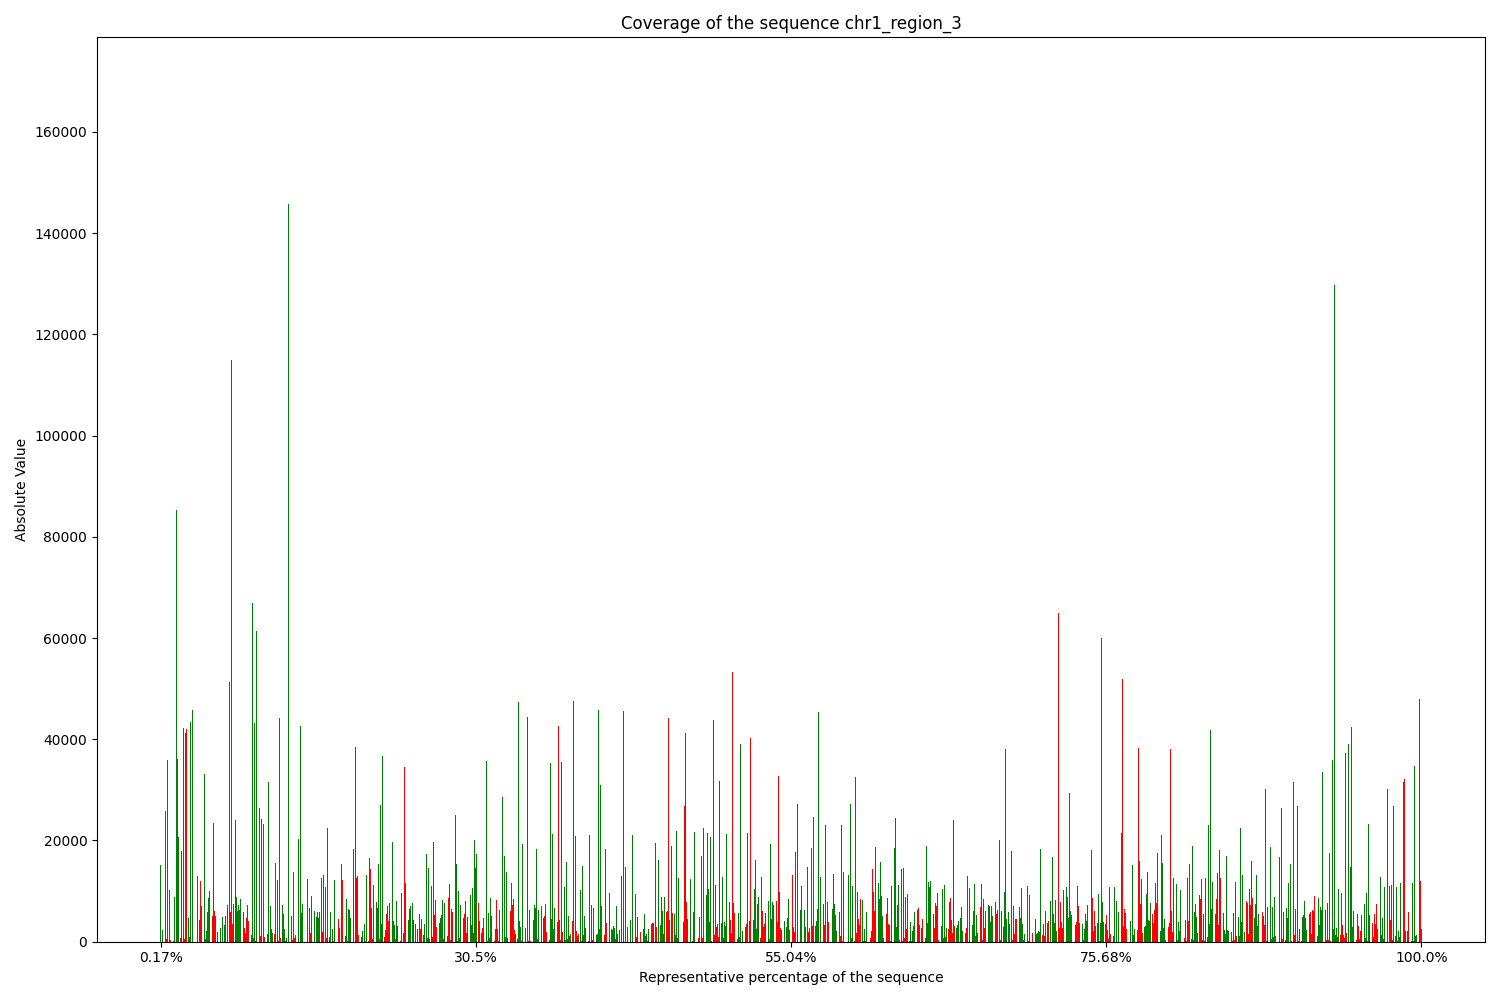 Coverage of the sequence chr1_region_3
160000
140000
120000
100000
80000
60000
40000
20000
0
Absolute Value
0.17% 30.5% 55.04% 75.68% 100.0%
Representative percentage of the sequence